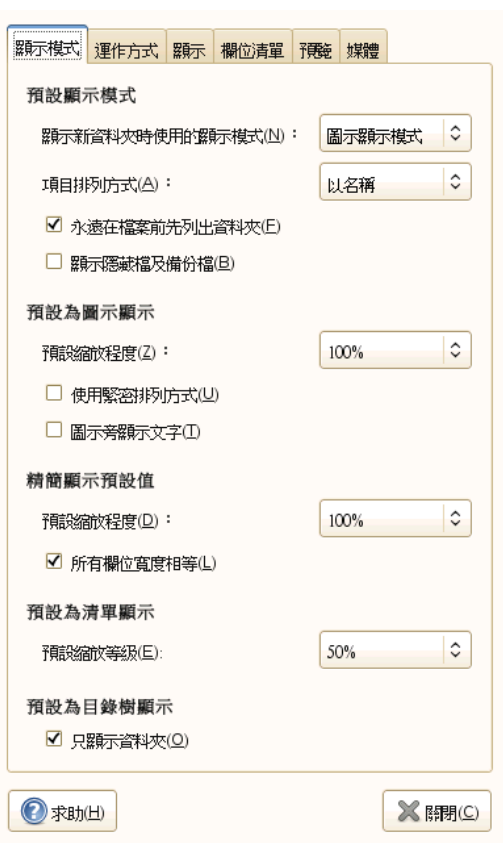 顯示模式 運作方式 顯示 欄位清單 預覽 媒體
預設顯示模式
顯示新資料夾時使用的顯示模式(N)： 圖示顯示模式
項目排列方式(A)： 以名稱
永遠在檔案前先列出資料夾(F)
顯示隱藏檔及備份檔(B)
預設為圖示顯示
預設縮放程度(Z)： 100%
使用緊密排列方式(U)
圖示旁顯示文字(T)
精簡顯示預設值
預設縮放程度(D)： 100%
所有欄位寬度相等(L)
預設為清單顯示
預設縮放等級(E): 50%
預設為目錄樹顯示
只顯示資料夾(O)
求助(H) 關閉(C)